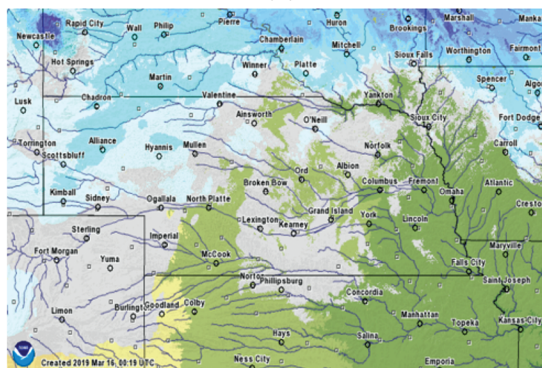 Rapid City
Wall
Philip
Pierre
Huron
Brookings
Marshall
Manka
Newcastle
Chamberlain
Mitchell
Sioux Falls
Worthington
Fairmont
Hot Springs
Winner
Platte
Martin
Spencer
Algo
Lusk
Chadron
Valentine
Yankton
Ainsworth
O'Neill
Sioux City
Fort Dodge
Torrington
Alliance
Hyannis
Mullen
Norfolk
Carroll
Scottsbluff
Ord
Albion
Kimball
Sidney
Ogallala
North Platte
Broken Bow
Columbus
Fremont
Omaha
Atlantic
Cresto
Lexington
Kearney
Grand Island
York
Lincoln
Sterling
Imperial
Fort Morgan
Yuma
McCook
Maryville
Falls City
Norton
Phillipsburg
Saint Joseph
Limon
Burlington
Goodland
Colby
Concordia
Manhattan
Topeka
Kansas City
Hays
Salina
Ness City
Emporia
Created 2019 Mar 16, 00:19 UTC